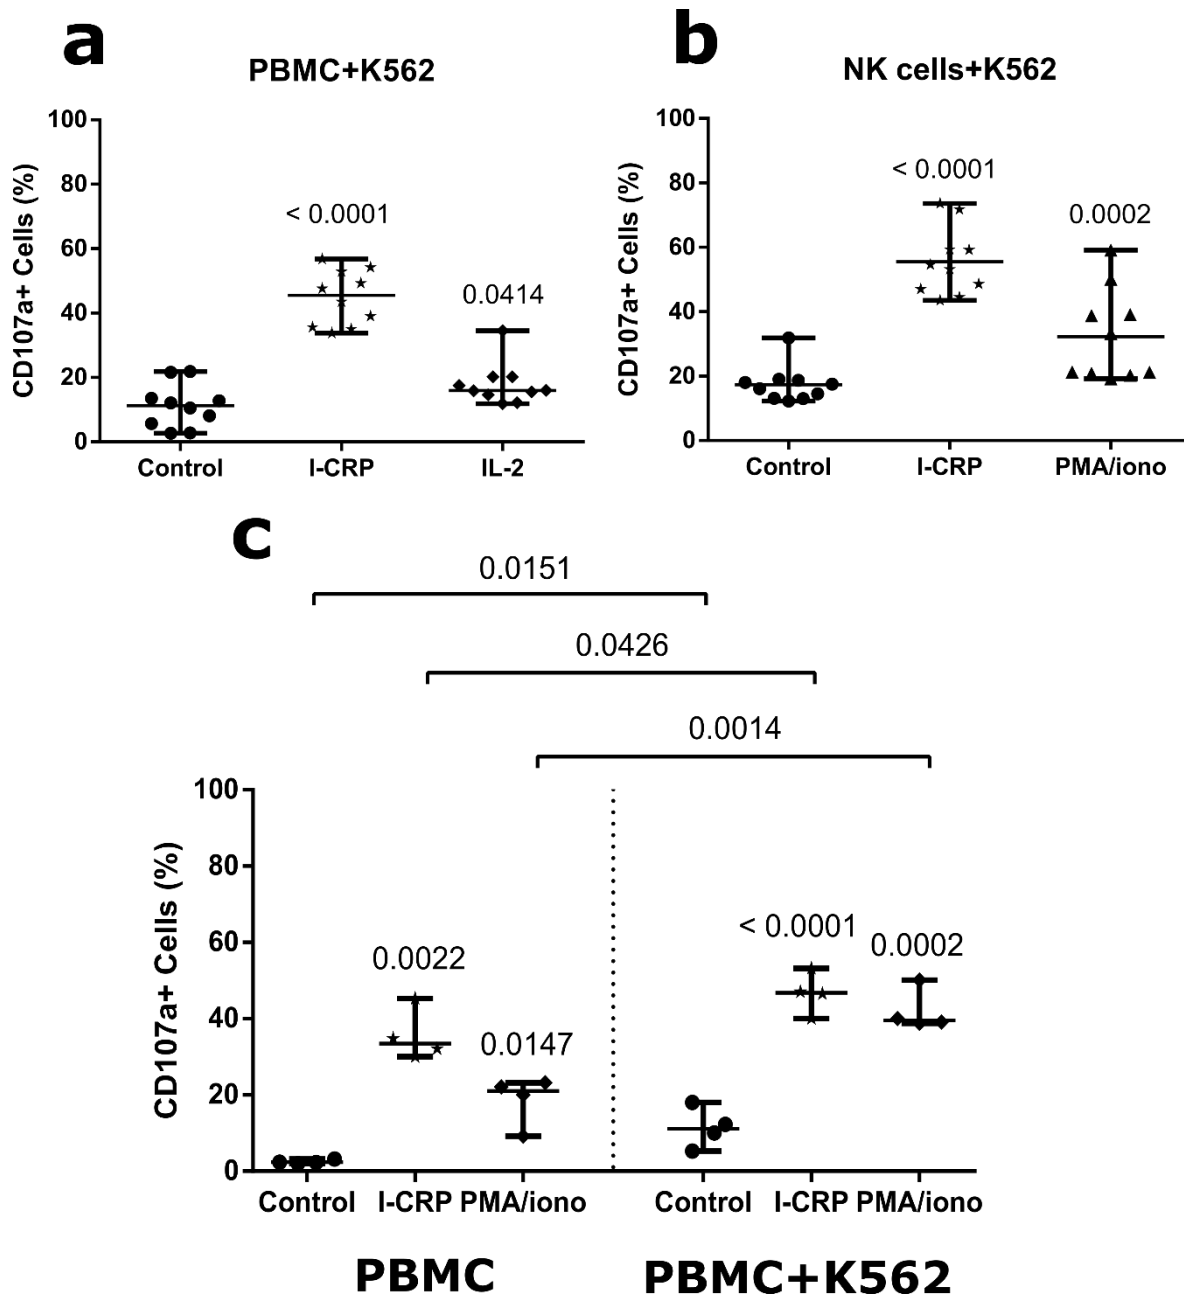 a
PBMC+K562
CD107a+ Cells (%)
100
80
60
40
20
0
< 0.0001
0.0414
Control
I-CRP
IL-2
b
NK cells+K562
CD107a+ Cells (%)
100
80
60
40
20
0
< 0.0001
0.0002
Control
I-CRP
PMA/iono
c
0.0151
0.0426
0.0014
CD107a+ Cells (%)
100
80
60
40
20
0
0.0022
0.0147
< 0.0001
0.0002
Control
I-CRP
PMA/iono
Control
I-CRP
PMA/iono
PBMC
PBMC+K562